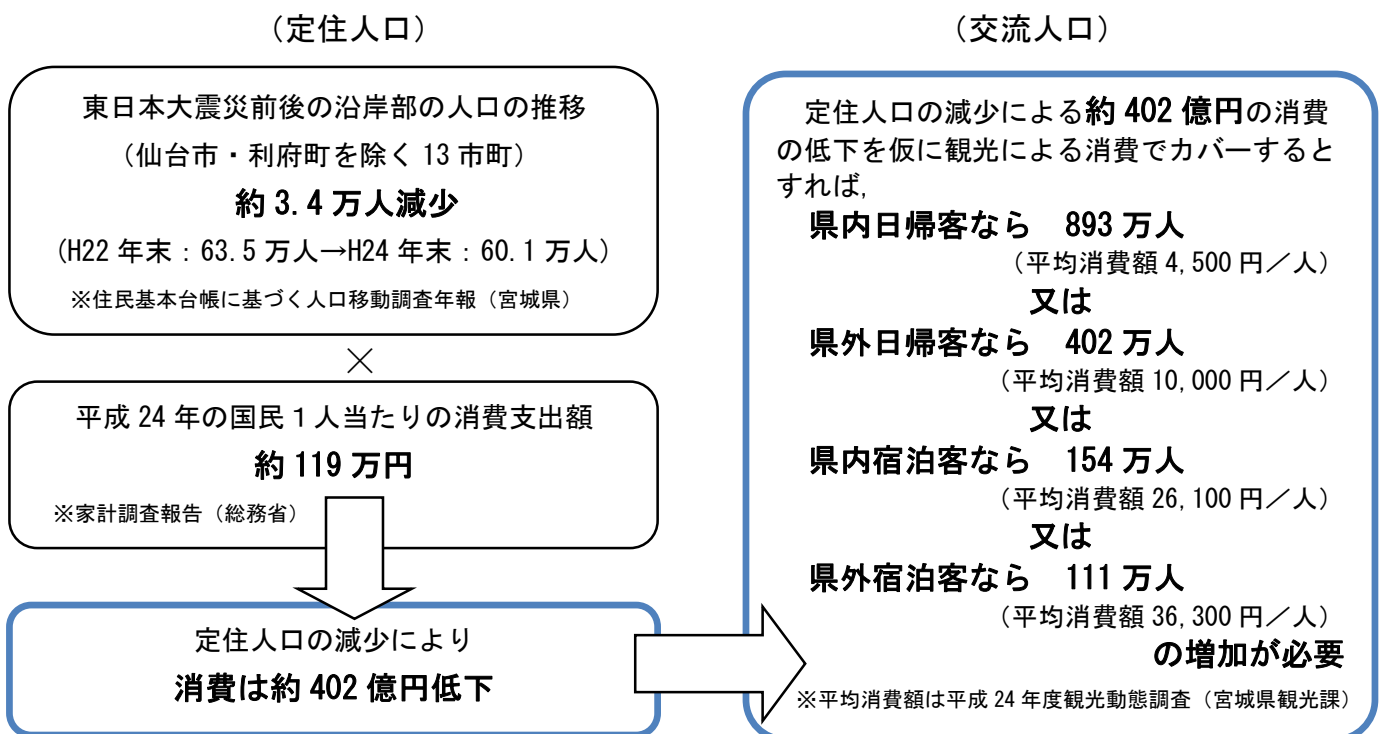 （定住人口）
東日本大震災前後の沿岸部の人口の推移
（仙台市・利府町を除く 13 市町）
約 3.4 万人減少
（H22 年末：63.5 万人→H24 年末：60.1 万人）
※住民基本台帳に基づく人口移動調査年報（宮城県）
×
平成 24 年の国民１人当たりの消費支出額
約 119 万円
※家計調査報告（総務省）
定住人口の減少により
消費は約 402 億円低下
（交流人口）
定住人口の減少による約 402 億円の消費
の低下を仮に観光による消費でカバーすると
すれば，
県内日帰客なら　893 万人
（平均消費額 4,500 円／人）
又は
県外日帰客なら　402 万人
（平均消費額 10,000 円／人）
又は
県内宿泊客なら　154 万人
（平均消費額 26,100 円／人）
又は
県外宿泊客なら　111 万人
（平均消費額 36,300 円／人）
の増加が必要
※平均消費額は平成 24 年度観光動態調査（宮城県観光課）